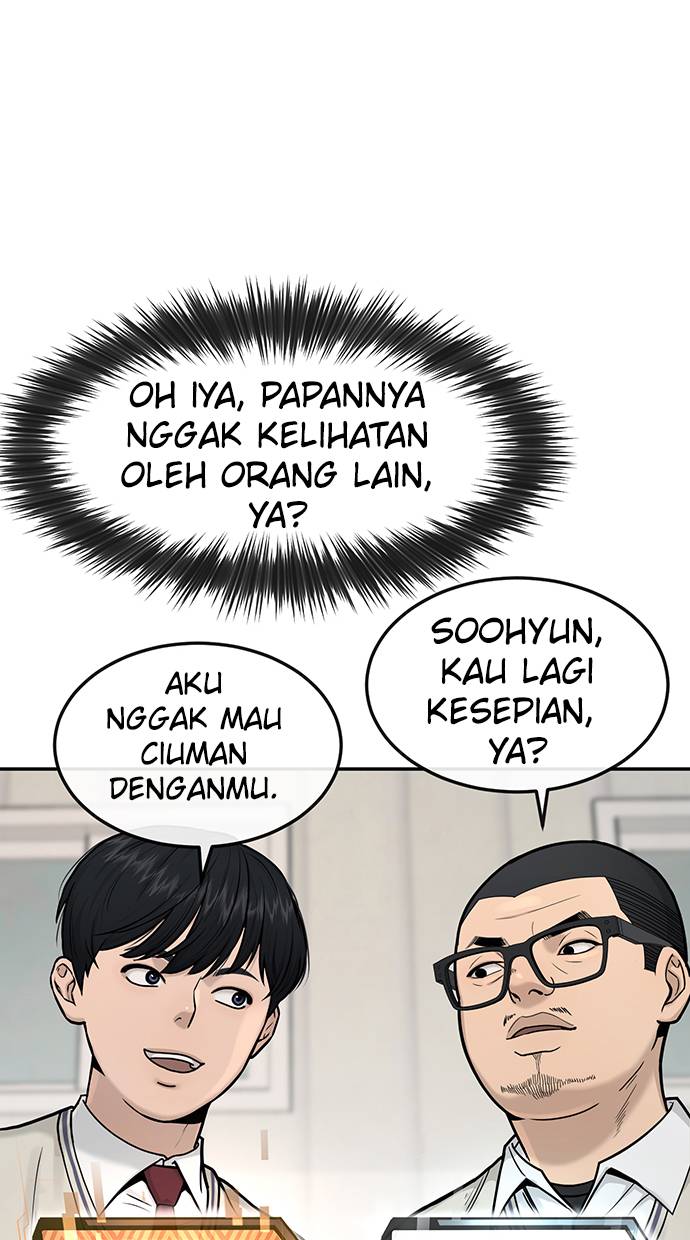 OH IYA, PAPANNYA
NGGAK KELIHATAN
OLEH ORANG LAIN,
YA?
AKU
NGGAK MAU
CIUMAN
DENGANMU.
SOOHYUN,
KAU LAGI
KESEPIAN,
YA?